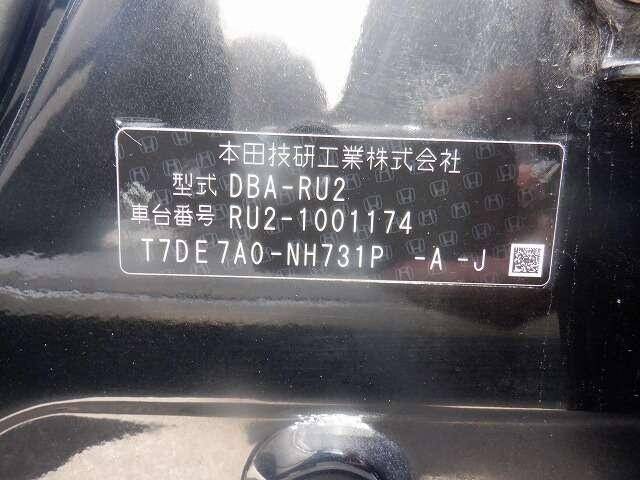 本田技研工業株式会社
型式 DBA-RU2
車台番号 RU2-1001174
T7DE7A0-NH731P -A -J